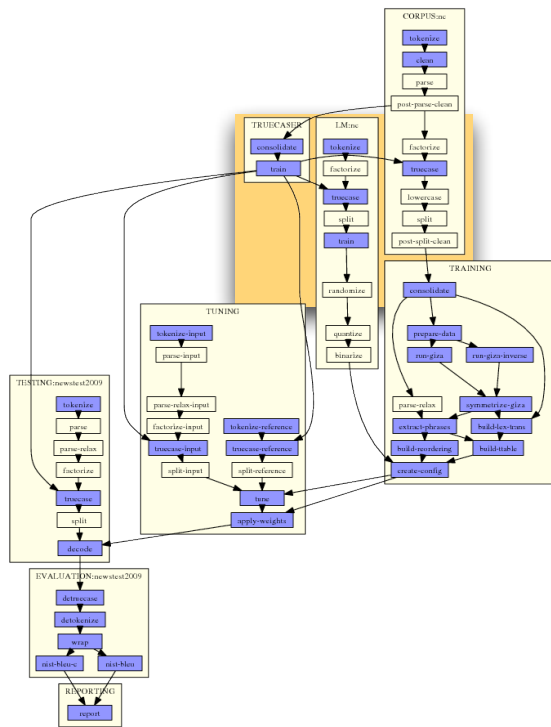 CORPUS:nc
tokenize
clean
parse
post-parse-clean
factorize
truecase
lowercase
split
post-split-clean
TRUECASER
consolidate
train
LM:nc
tokenize
factorize
truecase
split
train
randomize
quantize
binarize
TRAINING
consolidate
prepare-data
run-giza
run-giza-inverse
parse-relax
symmetrize-giza
extract-phrases
build-lex-trans
build-reordering
build-ttable
create-config
TUNING
tokenize-input
parse-input
parse-relax-input
factorize-input
tokenize-reference
truecase-input
truecase-reference
split-input
split-reference
tune
apply-weights
TESTING:newstest2009
tokenize
parse
parse-relax
factorize
truecase
split
decode
EVALUATION:newstest2009
detruecase
detokenize
wrap
nist-bleu-c
nist-bleu
REPORTING
report